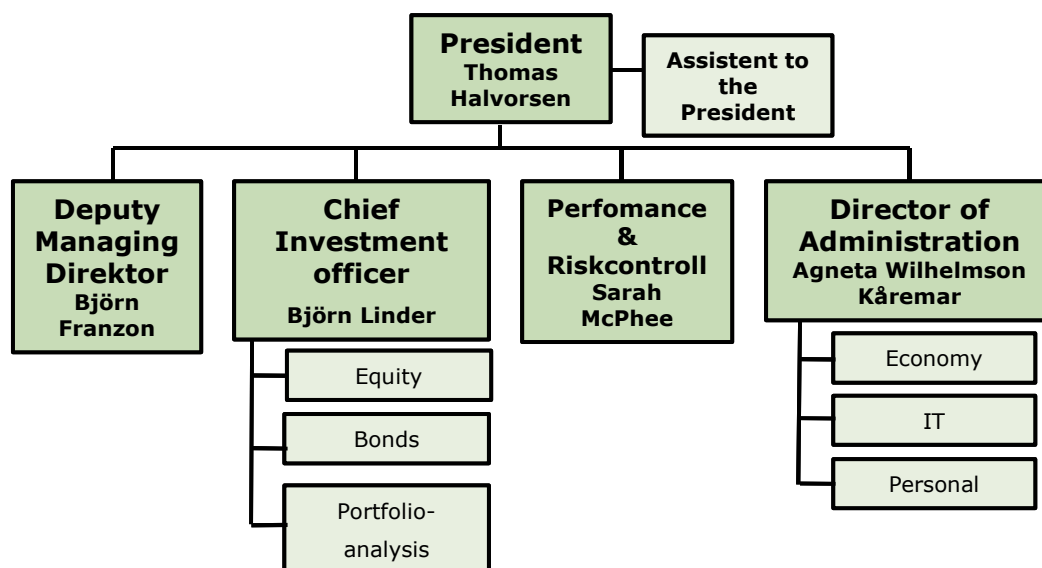 President
Thomas
Halvorsen
Assistent to
the
President
Deputy
Managing
Direktor
Björn
Franzon
Chief
Investment
officer
Björn Linder
Perfomance
&
Riskcontroll
Sarah
McPhee
Director of
Administration
Agneta Wilhelmson
Kåremar
Equity
Bonds
Portfolio-
analysis
Economy
IT
Personal